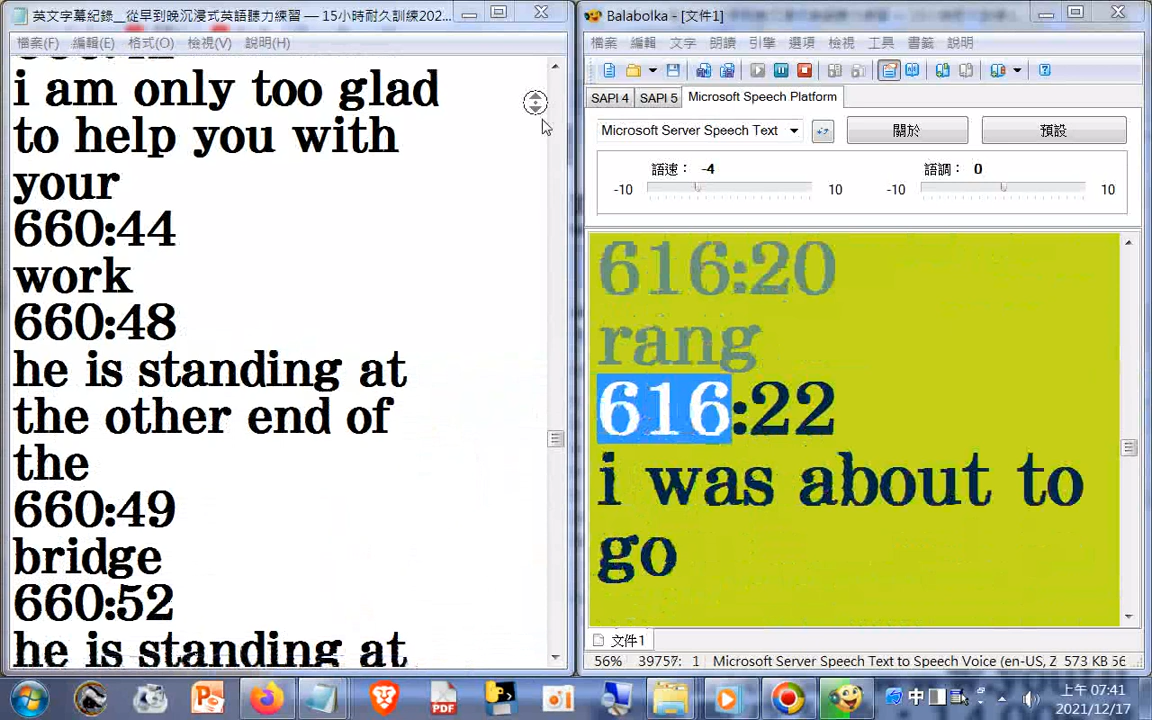 英文字幕紀錄__從早到晚沉浸式英語聽力練習 — 15小時耐久訓練202...
檔案(F) 編輯(E) 格式(O) 檢視(V) 說明(H)
i am only too glad
to help you with
your
660:44
work
660:48
he is standing at
the other end of
the
660:49
bridge
660:52
he is standing at
Balabolka - [文件1]
檔案 編輯 文字 朗讀 引擎 選項 檢視 工具 書籤 說明
SAPI 4 SAPI 5 Microsoft Speech Platform
Microsoft Server Speech Text 關於 預設
語速： -4 語調： 0
-10 10 -10 10
616:20
rang
616:22
i was about to
go
文件1
56% 39757: 1 Microsoft Server Speech Text to Speech Voice (en-US, Z 573 KB 56
中 上午 07:41
2021/12/17